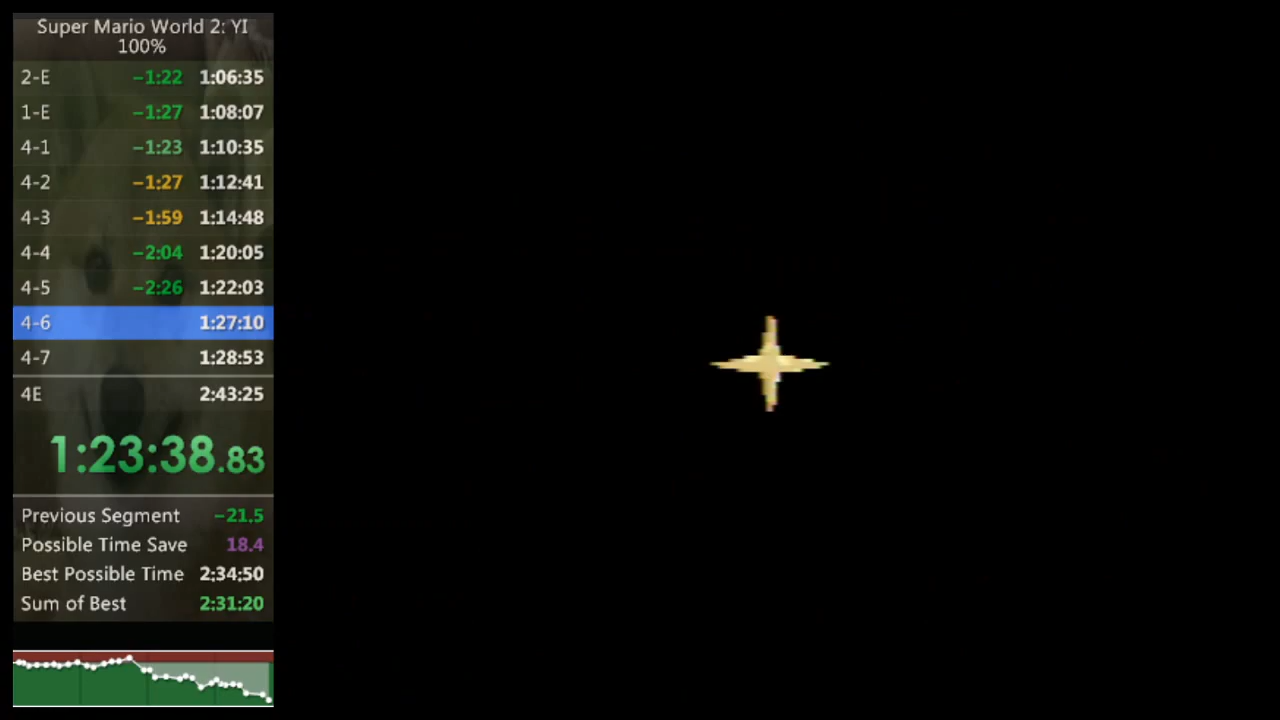 Super Mario World 2: YI
100%
2-E −1:22 1:06:35
1-E −1:27 1:08:07
4-1 −1:23 1:10:35
4-2 −1:27 1:12:41
4-3 −1:59 1:14:48
4-4 −2:04 1:20:05
4-5 −2:26 1:22:03
4-6 1:27:10
4-7 1:28:53
4E 2:43:25
1:23:38.83
Previous Segment −21.5
Possible Time Save 18.4
Best Possible Time 2:34:50
Sum of Best 2:31:20